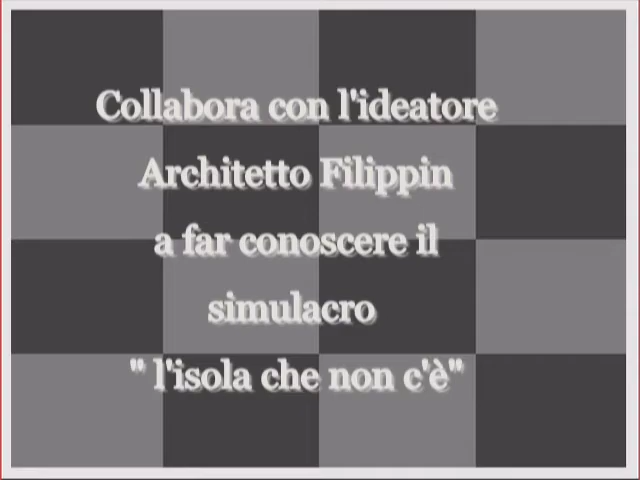 Collabora con l'ideatore
Architetto Filippin
a far conoscere il
simulacro
" l'isola che non c'è"